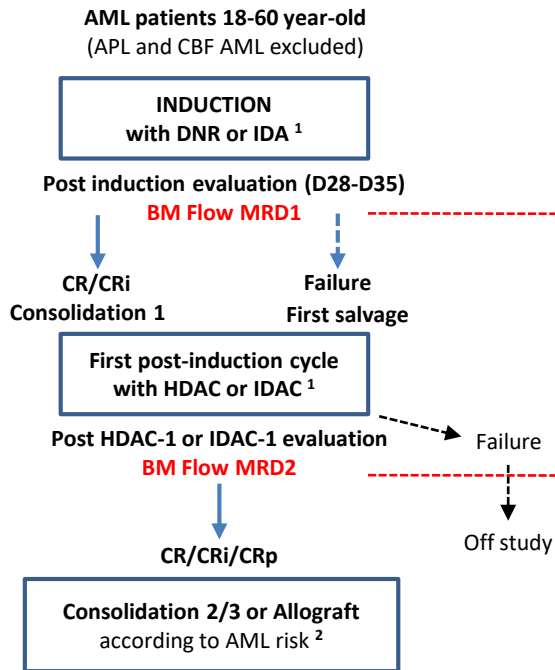 AML patients 18-60 year-old
(APL and CBF AML excluded)
INDUCTION
with DNR or IDA 1
Post induction evaluation (D28-D35)
BM Flow MRD1
CR/CRi
Consolidation 1
Failure
First salvage
First post-induction cycle
with HDAC or IDAC 1
Post HDAC-1 or IDAC-1 evaluation
BM Flow MRD2
Failure
Off study
CR/CRi/CRp
Consolidation 2/3 or Allograft
according to AML risk 2